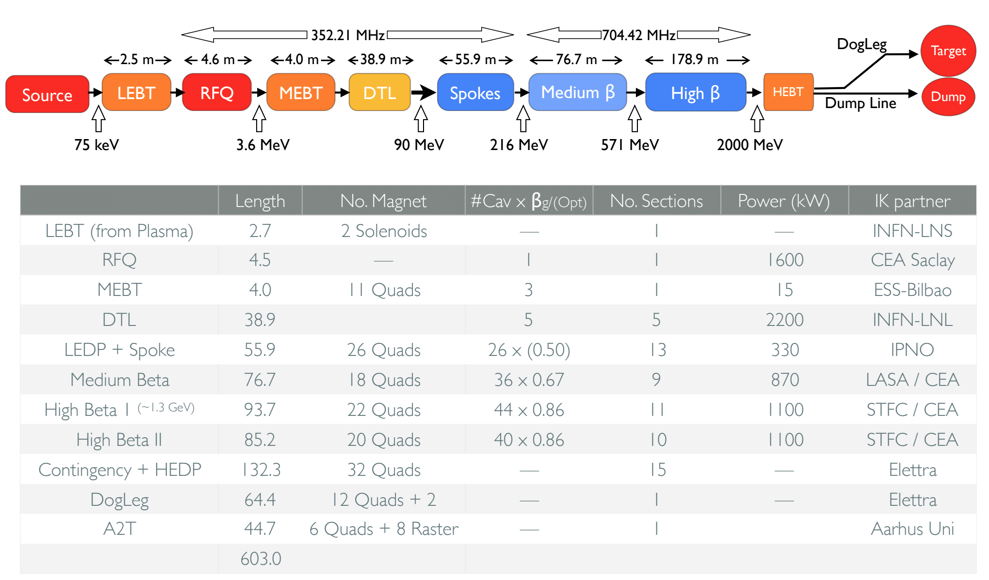 352.21 MHz 704.42 MHz
2.5 m 4.6 m 4.0 m 38.9 m 55.9 m 76.7 m 178.9 m
DogLeg
Target
Source LEBT RFQ MEBT DTL Spokes Medium β High β HEBT
Dump
Dump Line
75 keV 3.6 MeV 90 MeV 216 MeV 571 MeV 2000 MeV
Length No. Magnet #Cav x βg/(Opt) No. Sections Power (kW) IK partner
LEBT (from Plasma) 2.7 2 Solenoids — 1 — INFN-LNS
RFQ 4.5 — 1 1 1600 CEA Saclay
MEBT 4.0 11 Quads 3 1 15 ESS-Bilbao
DTL 38.9 5 5 2200 INFN-LNL
LEDP + Spoke 55.9 26 Quads 26 x (0.50) 13 330 IPNO
Medium Beta 76.7 18 Quads 36 x 0.67 9 870 LASA / CEA
High Beta 1 (~1.3 GeV) 93.7 22 Quads 44 x 0.86 11 1100 STFC / CEA
High Beta II 85.2 20 Quads 40 x 0.86 10 1100 STFC / CEA
Contingency + HEDP 132.3 32 Quads — 15 — Elettra
DogLeg 64.4 12 Quads + 2 — 1 — Elettra
A2T 44.7 6 Quads + 8 Raster — 1 Aarhus Uni
603.0